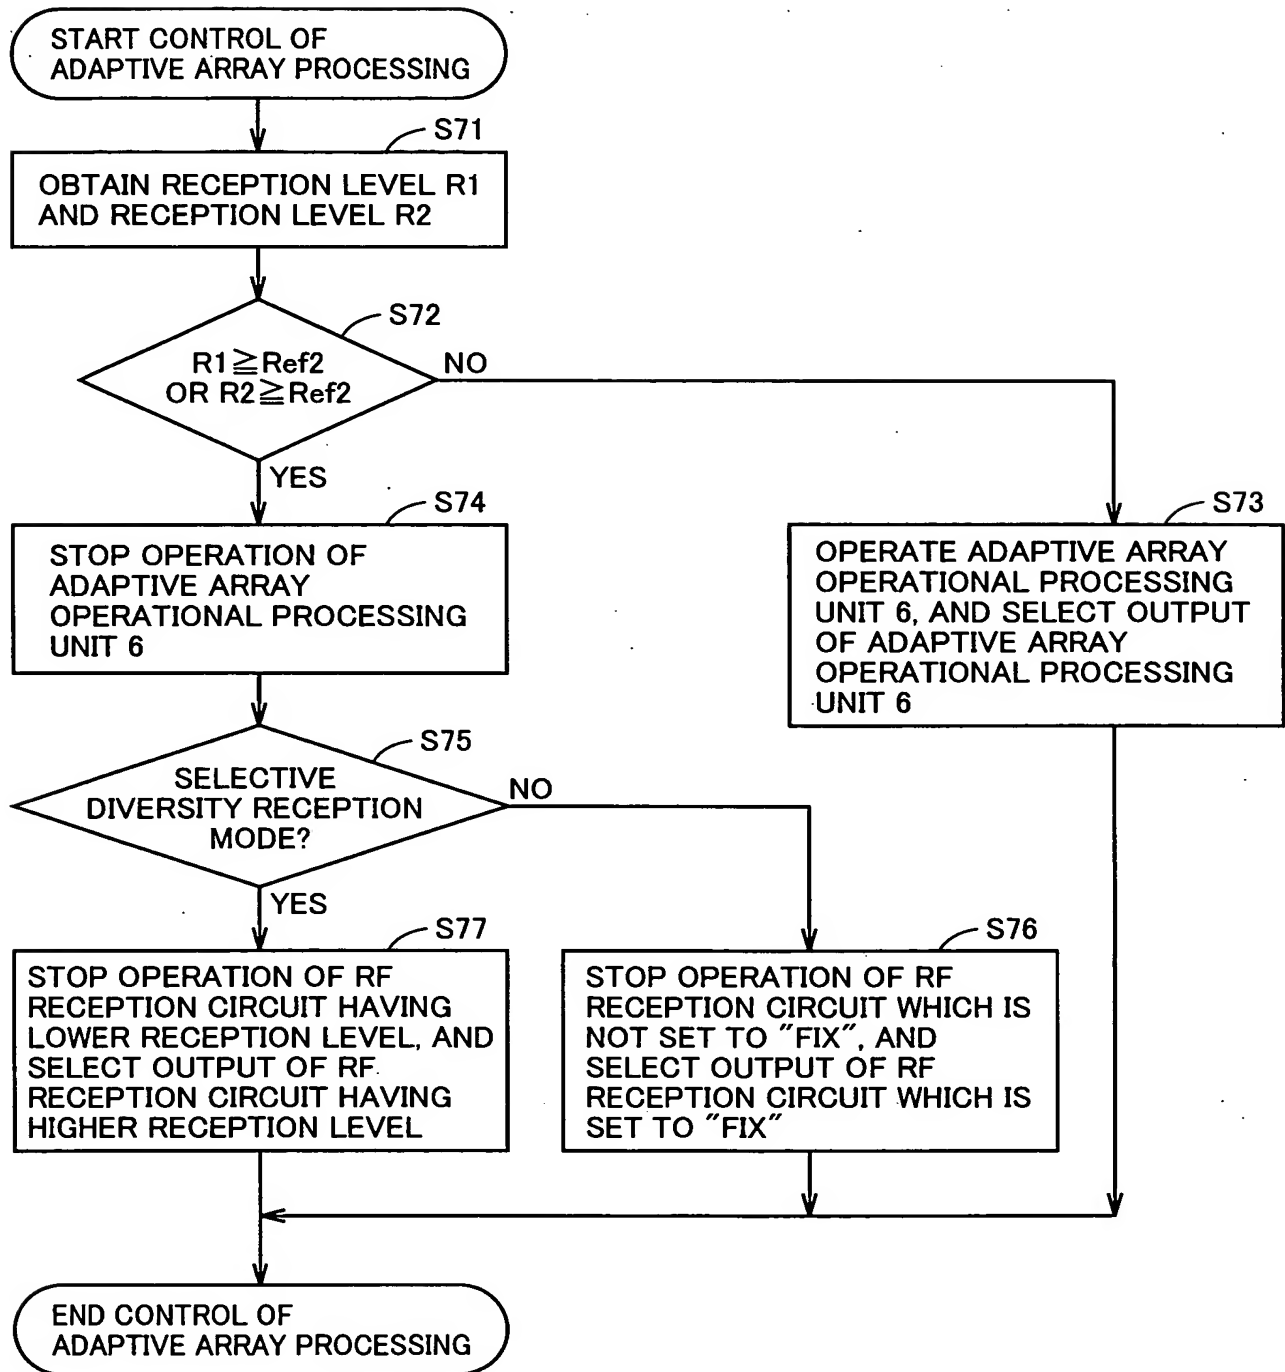 START CONTROL OF
ADAPTIVE ARRAY PROCESSING
S71
OBTAIN RECEPTION LEVEL R1
AND RECEPTION LEVEL R2
S72
R1≧Ref2
OR R2≧Ref2
NO
YES
S74
STOP OPERATION OF
ADAPTIVE ARRAY
OPERATIONAL PROCESSING
UNIT 6
S73
OPERATE ADAPTIVE ARRAY
OPERATIONAL PROCESSING
UNIT 6, AND SELECT OUTPUT
OF ADAPTIVE ARRAY
OPERATIONAL PROCESSING
UNIT 6
S75
SELECTIVE
DIVERSITY RECEPTION
MODE?
NO
YES
S77
STOP OPERATION OF RF
RECEPTION CIRCUIT HAVING
LOWER RECEPTION LEVEL, AND
SELECT OUTPUT OF RF
RECEPTION CIRCUIT HAVING
HIGHER RECEPTION LEVEL
S76
STOP OPERATION OF RF
RECEPTION CIRCUIT WHICH IS
NOT SET TO "FIX", AND
SELECT OUTPUT OF RF
RECEPTION CIRCUIT WHICH IS
SET TO "FIX"
END CONTROL OF
ADAPTIVE ARRAY PROCESSING